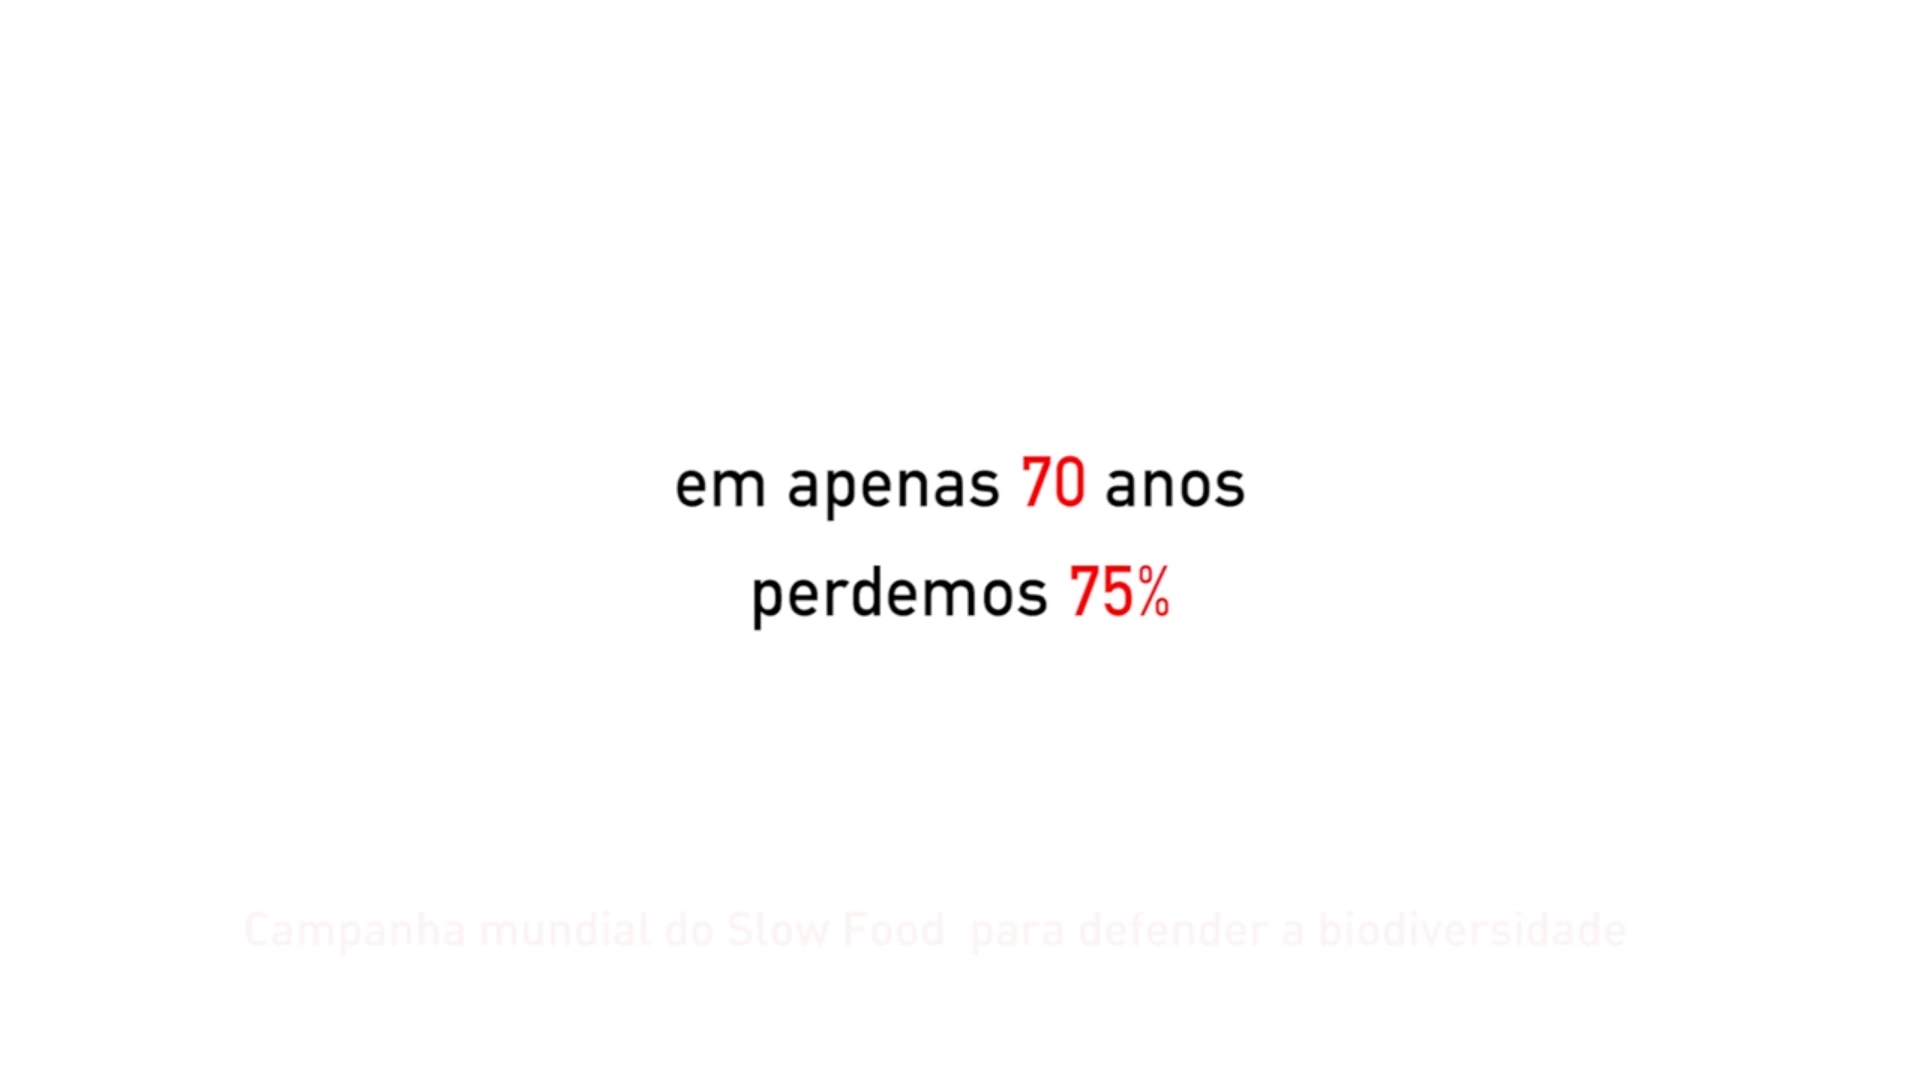 em apenas 70 anos
perdemos 75%
Campanha mundial do Slow Food para defender a biodiversidade